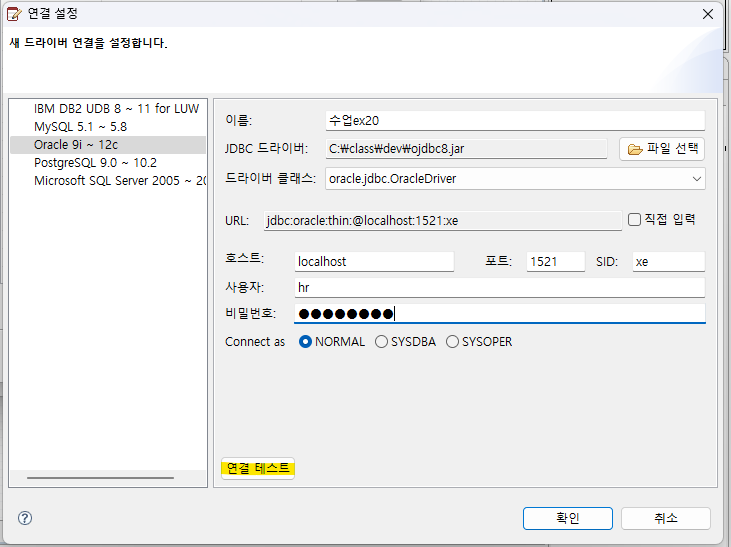 연결 설정
새 드라이버 연결을 설정합니다.
IBM DB2 UDB 8 ~ 11 for LUW
MySQL 5.1 ~ 5.8
Oracle 9i ~ 12c
PostgreSQL 9.0 ~ 10.2
Microsoft SQL Server 2005 ~ 20
이름: 수업ex20
JDBC 드라이버: C:₩class₩dev₩ojdbc8.jar 파일 선택
드라이버 클래스: oracle.jdbc.OracleDriver
URL: jdbc:oracle:thin:@localhost:1521:xe 직접 입력
호스트: localhost 포트: 1521 SID: xe
사용자: hr
비밀번호: ●●●●●●●●
Connect as NORMAL SYSDBA SYSOPER
연결 테스트
확인 취소